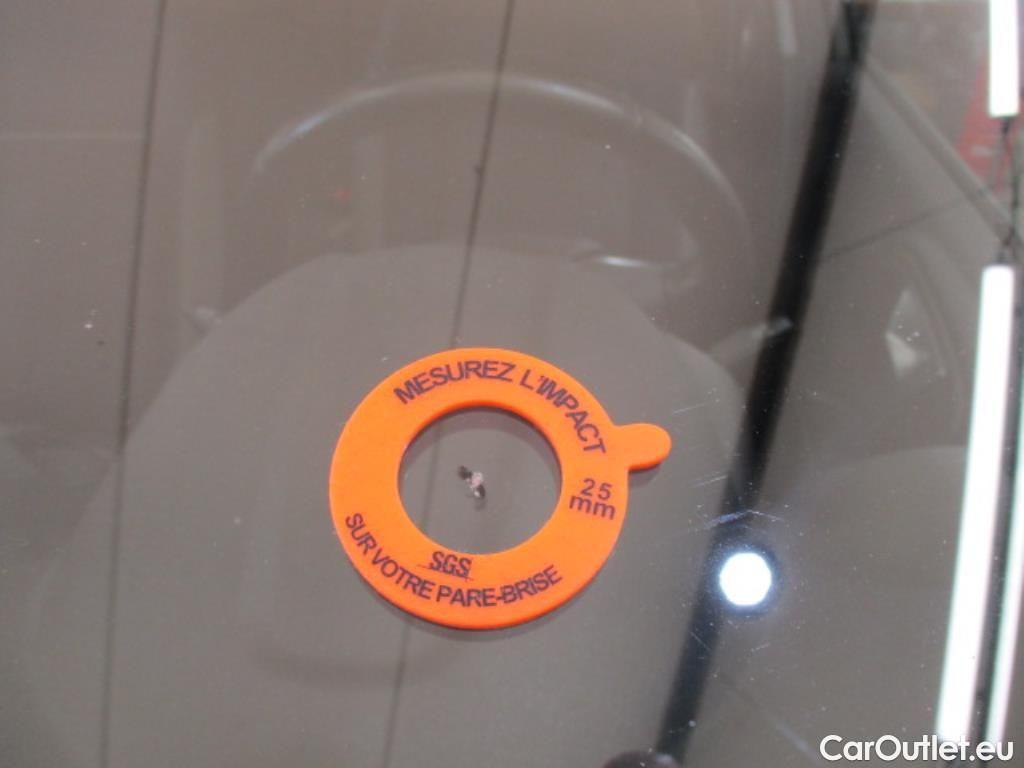 MESUREZ L'IMPACT
25
mm
SGS
SUR VOTRE PARE-BRISE
CarOutlet.eu